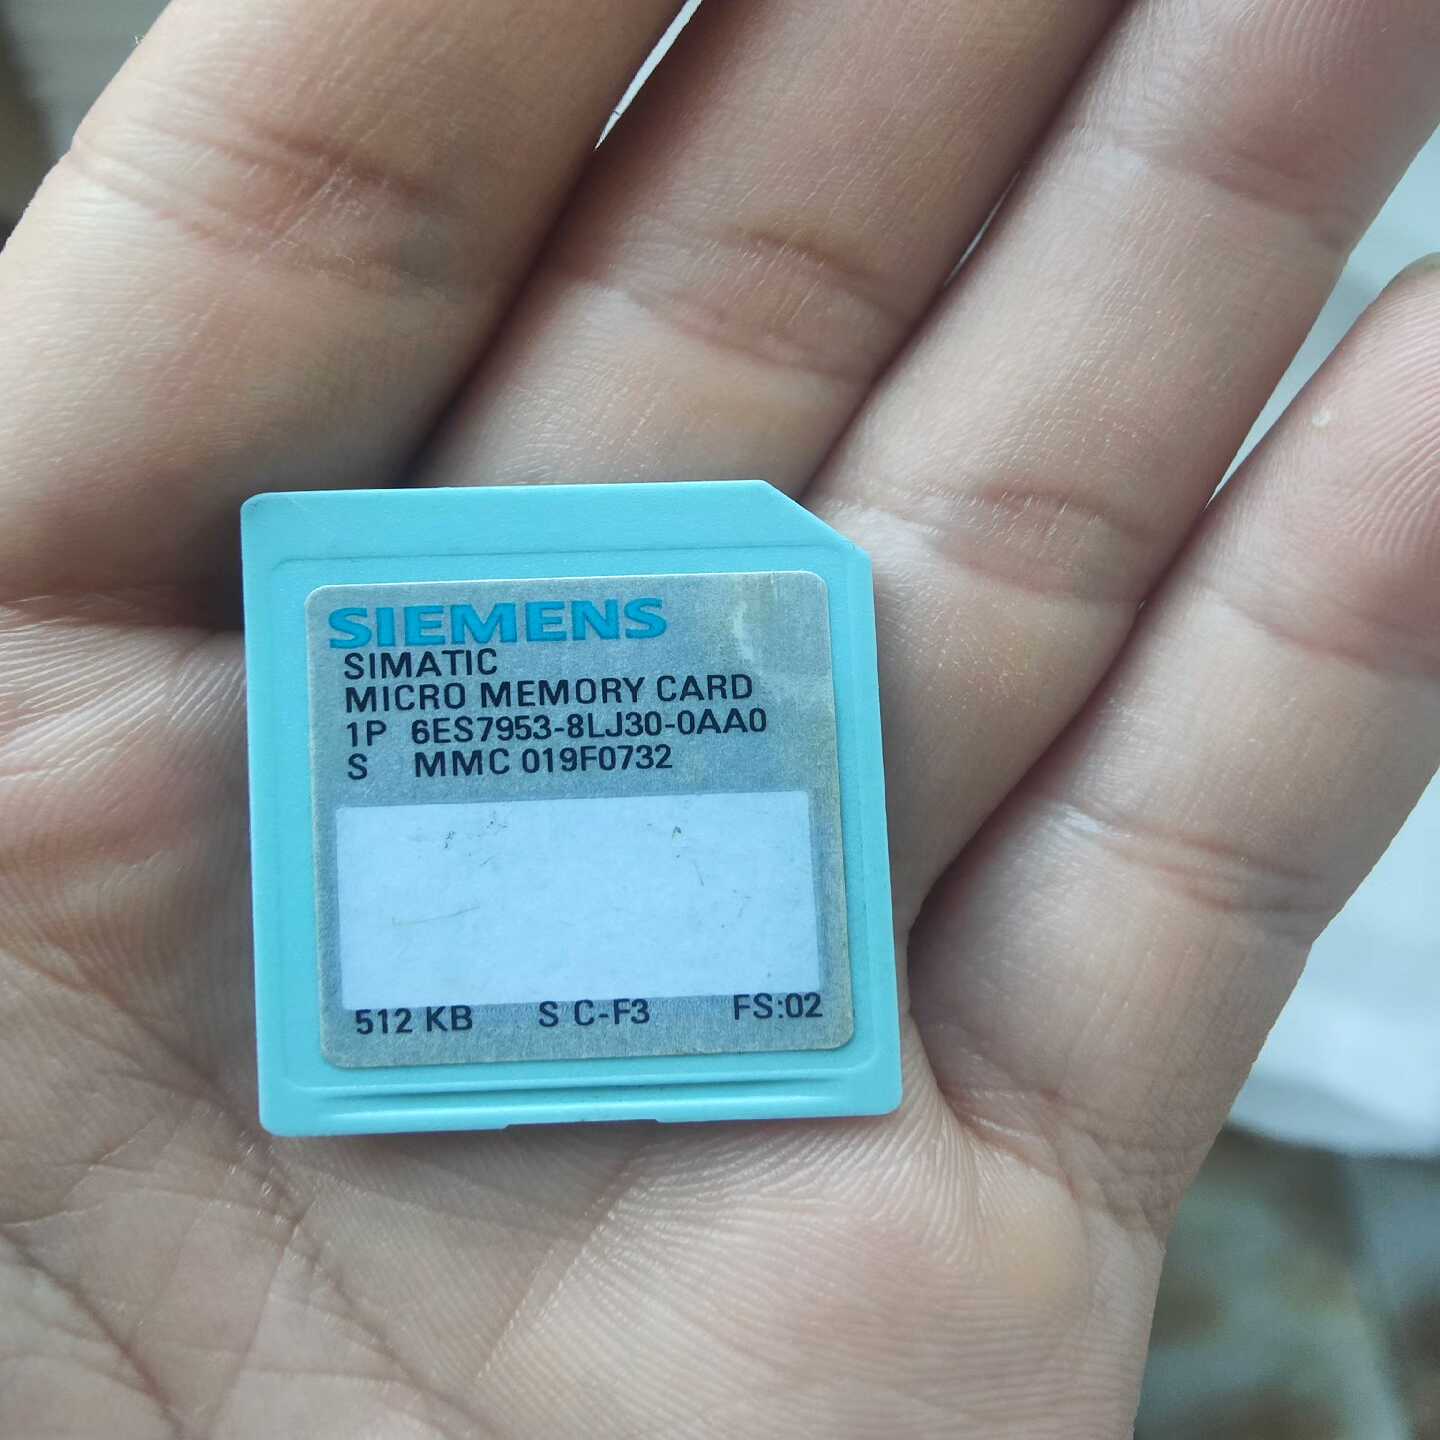 SIEMENS
SIMATIC
MICRO MEMORY CARD
1P 6ES7953-8LJ30-0AA0
S MMC 019F0732
512 KB S C-F3 FS:02